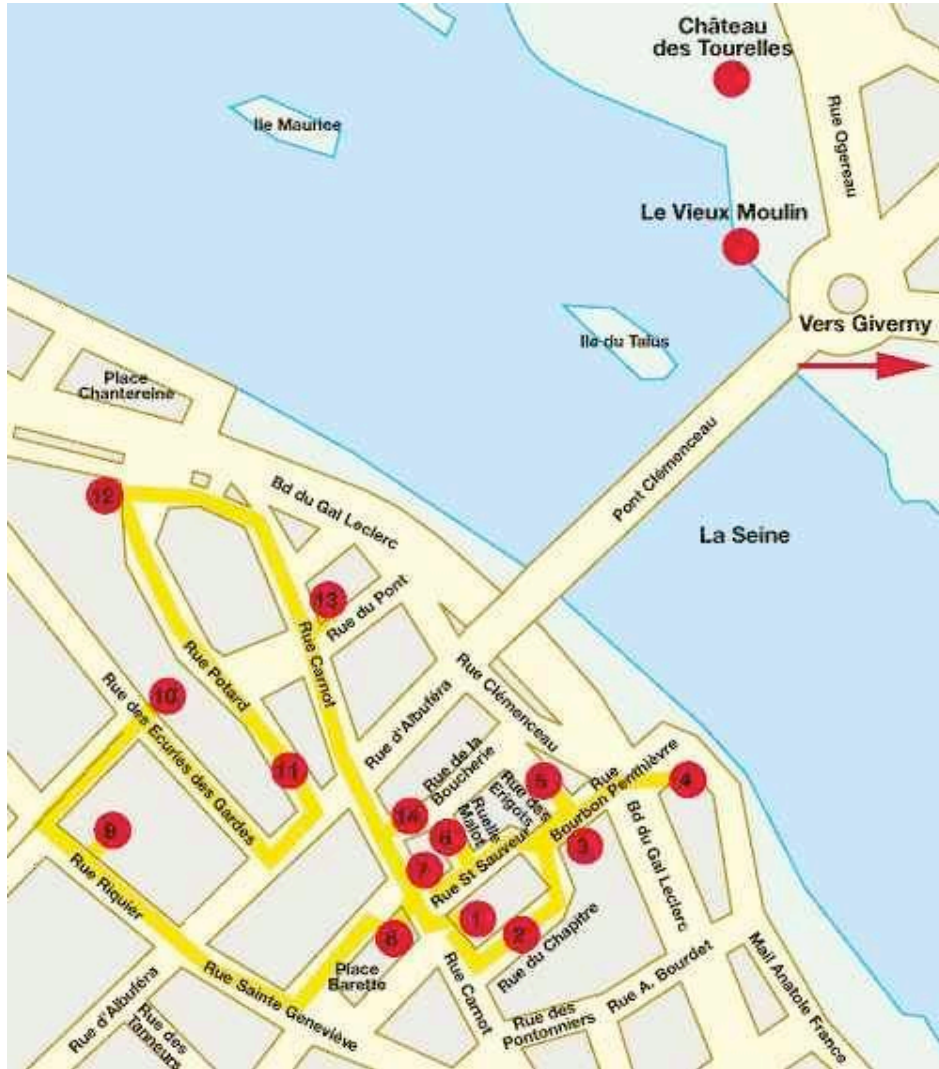 Château
des Tourelles
Ile Maurice
Rue Ogereau
Le Vieux Moulin
Vers Giverny
Ile du Talus
Place
Chantereine
Pont Clémenceau
Bd du Gal Leclerc
La Seine
12
13
Rue du Pont
Rue Carnot
Rue Potard
10
Rue des Ecuries des Gardes
11
Rue Clémenceau
Rue d'Albuféra
Rue de la
Boucherie
Rue des
Erigots
Ruelle
Malot
5
4
Rue
Bourbon Penthièvre
14
6
7
3
9
Rue St Sauveur
Bd du Gal Leclerc
Rue Riquier
1
2
8
Rue du Chapitre
Place
Barette
Rue Carnot
Rue Sainte Geneviève
Rue A. Bourdet
Mail Anatole France
Rue des
Pontonniers
Rue d'Albuféra
Rue des
Tanneurs